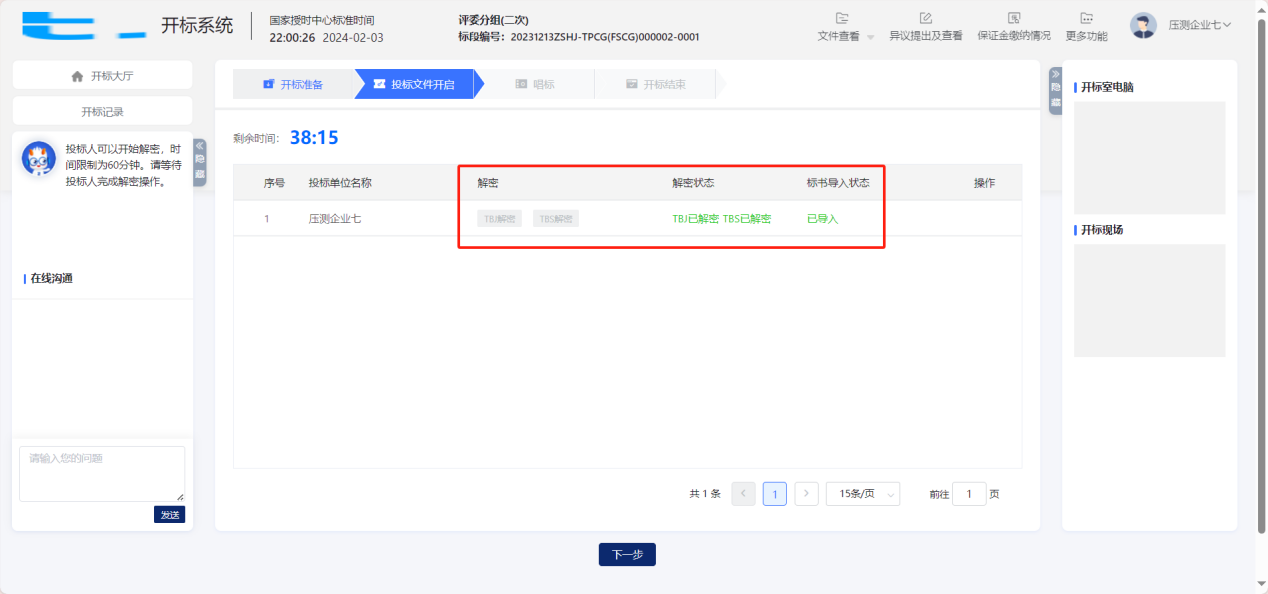 开标系统
国家授时中心标准时间
22:00:26 2024-02-03
评委分组(二次)
标段编号：20231213ZSHJ-TPCG(FSCG)000002-0001
文件查看
异议提出及查看
保证金缴纳情况
更多功能
压测企业七
开标大厅
开标记录
投标人可以开始解密，时
间限制为60分钟。请等待
投标人完成解密操作。
隐
藏
在线沟通
请输入您的问题
发送
开标准备
投标文件开启
唱标
开标结束
剩余时间：
38:15
序号 投标单位名称 解密 解密状态 标书导入状态 操作
1 压测企业七 TBJ解密 TBS解密 TBJ已解密 TBS已解密 已导入
共 1 条
1
15条/页
前往 1 页
下一步
隐
藏
开标室电脑
开标现场